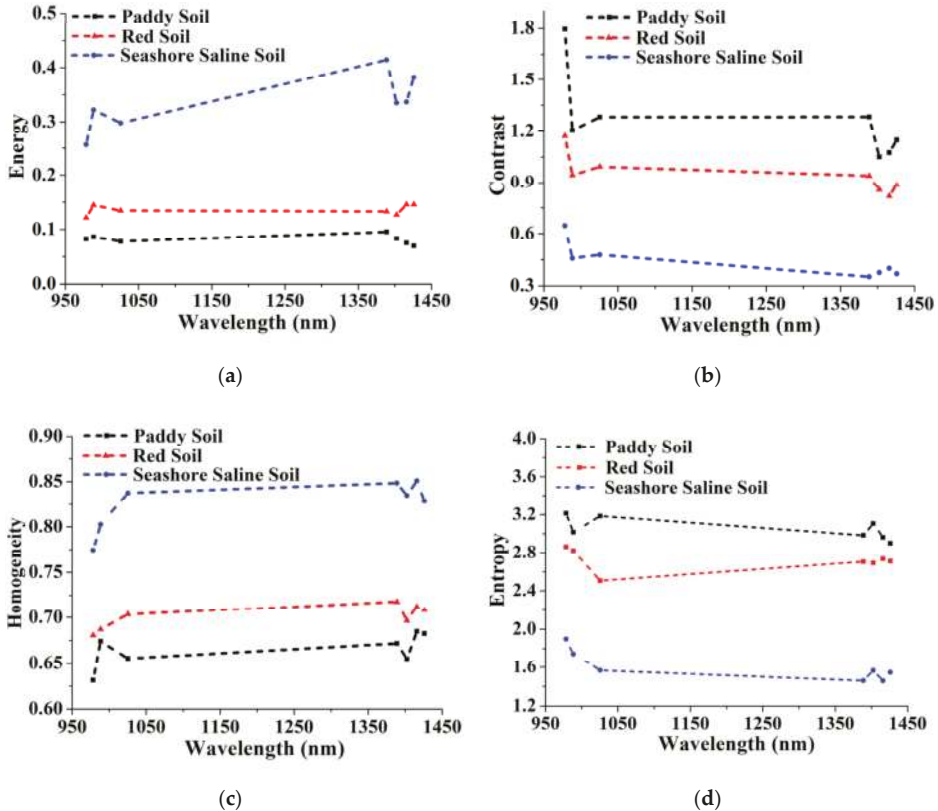 Paddy Soil
Red Soil
Seashore Saline Soil
0.5
0.4
0.3
0.2
0.1
0.0
Energy
950 1050 1150 1250 1350 1450
Wavelength (nm)
(a)
Paddy Soil
Red Soil
Seashore Saline Soil
1.8
1.5
1.2
0.9
0.6
0.3
Contrast
950 1050 1150 1250 1350 1450
Wavelength (nm)
(b)
Paddy Soil
Red Soil
Seashore Saline Soil
0.90
0.85
0.80
0.75
0.70
0.65
0.60
Homogeneity
950 1050 1150 1250 1350 1450
Wavelength (nm)
(c)
Paddy Soil
Red Soil
Seashore Saline Soil
4.0
3.6
3.2
2.8
2.4
2.0
1.6
1.2
Entropy
950 1050 1150 1250 1350 1450
Wavelength (nm)
(d)